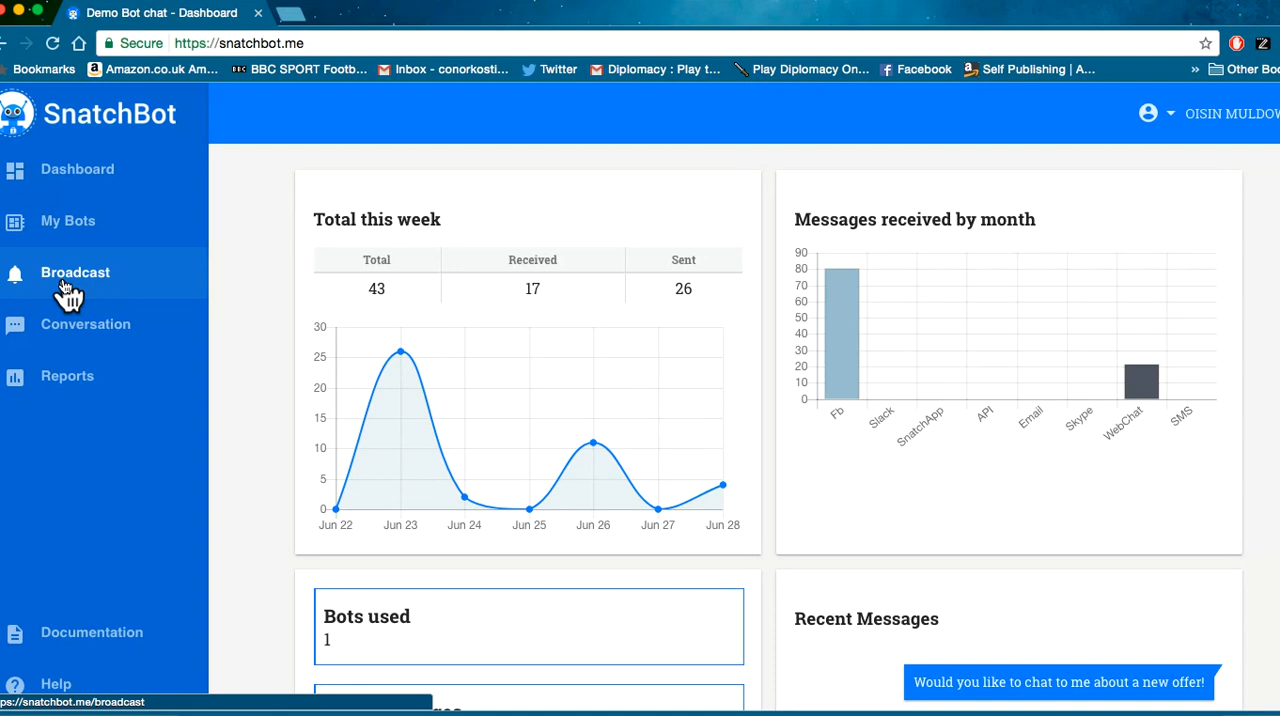 Demo Bot chat - Dashboard
Secure https://snatchbot.me
Bookmarks Amazon.co.uk Am... BBC SPORT Footb... Inbox - conorkosti... Twitter Diplomacy : Play t... Play Diplomacy On... Facebook Self Publishing | A... » Other Boo
SnatchBot
OISIN MULDOW
Dashboard
My Bots
Broadcast
Conversation
Reports
Documentation
Help
ps://snatchbot.me/broadcast
Total this week
Total Received Sent
43 17 26
30
25
20
15
10
5
0
Jun 22 Jun 23 Jun 24 Jun 25 Jun 26 Jun 27 Jun 28
Messages received by month
90
80
70
60
50
40
30
20
10
0
Fb Slack SnatchApp API Email Skype WebChat SMS
Bots used
1
Recent Messages
Would you like to chat to me about a new offer!